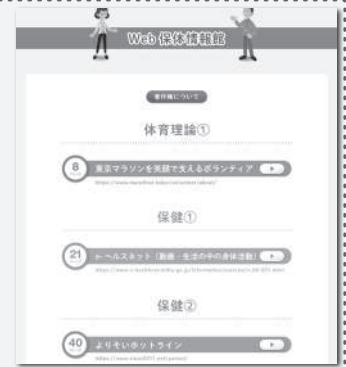 Web 保体情報館
著作権について
体育理論①
8
東京マラソンを笑顔で支えるボランティア
保健①
21
e-ヘルスネット「動画・生活の中の身体活動」
保健②
40
よりそいホットライン